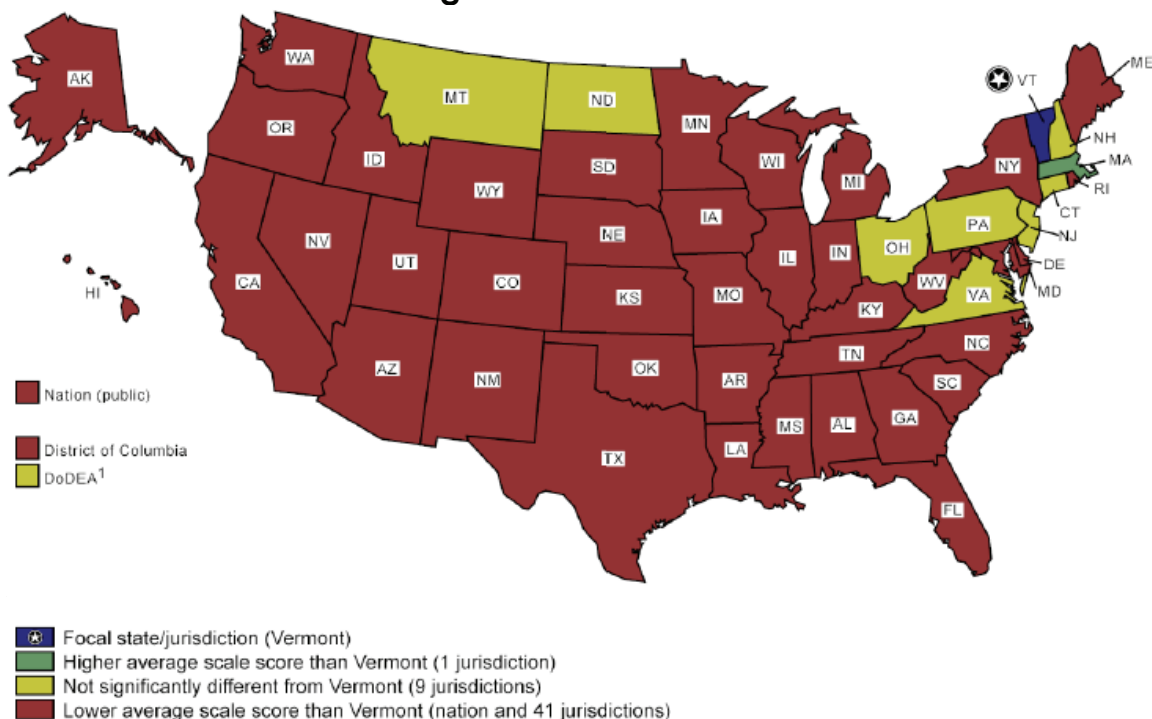 WA
AK
MT
ND
ME
VT
MN
OR
NH
ID
SD
WI
NY
MA
MI
RI
WY
CT
IA
PA
NE
NJ
NV
OH
IL
IN
UT
DE
CA
CO
WV
HI
KS
MO
VA
MD
KY
NC
TN
AZ
OK
NM
AR
SC
GA
MS
AL
LA
TX
FL
Nation (public)
District of Columbia
DoDEA1
Focal state/jurisdiction (Vermont)
Higher average scale score than Vermont (1 jurisdiction)
Not significantly different from Vermont (9 jurisdictions)
Lower average scale score than Vermont (nation and 41 jurisdictions)